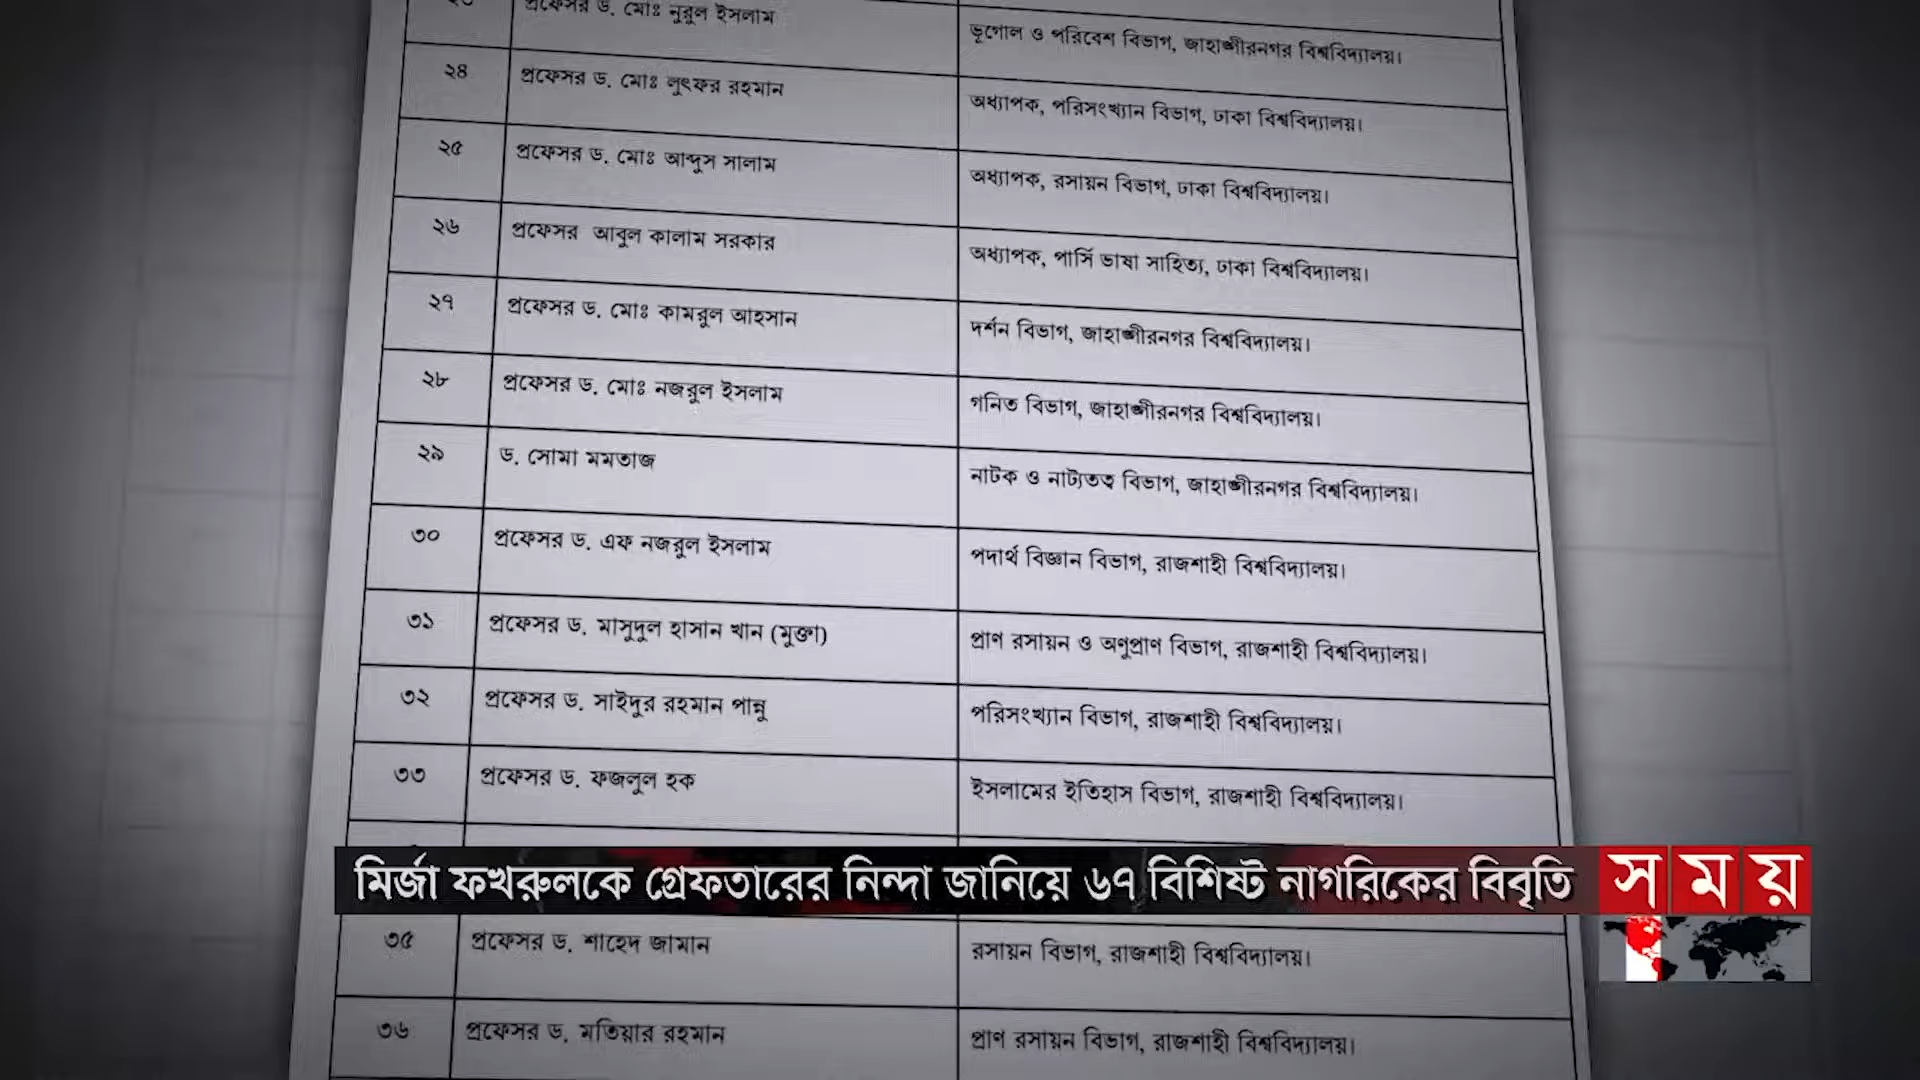 ২৩ প্রফেসর ড. মোঃ নুরুল ইসলাম ভূগোল ও পরিবেশ বিভাগ, জাহাঙ্গীরনগর বিশ্ববিদ্যালয়।
২৪ প্রফেসর ড. মোঃ লুৎফর রহমান অধ্যাপক, পরিসংখ্যান বিভাগ, ঢাকা বিশ্ববিদ্যালয়।
২৫ প্রফেসর ড. মোঃ আব্দুস সালাম অধ্যাপক, রসায়ন বিভাগ, ঢাকা বিশ্ববিদ্যালয়।
২৬ প্রফেসর আবুল কালাম সরকার অধ্যাপক, পার্সি ভাষা সাহিত্য, ঢাকা বিশ্ববিদ্যালয়।
২৭ প্রফেসর ড. মোঃ কামরুল আহসান দর্শন বিভাগ, জাহাঙ্গীরনগর বিশ্ববিদ্যালয়।
২৮ প্রফেসর ড. মোঃ নজরুল ইসলাম গনিত বিভাগ, জাহাঙ্গীরনগর বিশ্ববিদ্যালয়।
২৯ ড. সোমা মমতাজ নাটক ও নাট্যতত্ব বিভাগ, জাহাঙ্গীরনগর বিশ্ববিদ্যালয়।
৩০ প্রফেসর ড. এফ নজরুল ইসলাম পদার্থ বিজ্ঞান বিভাগ, রাজশাহী বিশ্ববিদ্যালয়।
৩১ প্রফেসর ড. মাসুদুল হাসান খান (মুক্তা) প্রাণ রসায়ন ও অণুপ্রাণ বিভাগ, রাজশাহী বিশ্ববিদ্যালয়।
৩২ প্রফেসর ড. সাইদুর রহমান পান্নু পরিসংখ্যান বিভাগ, রাজশাহী বিশ্ববিদ্যালয়।
৩৩ প্রফেসর ড. ফজলুল হক ইসলামের ইতিহাস বিভাগ, রাজশাহী বিশ্ববিদ্যালয়।
মির্জা ফখরুলকে গ্রেফতারের নিন্দা জানিয়ে ৬৭ বিশিষ্ট নাগরিকের বিবৃতি সময়
৩৫ প্রফেসর ড. শাহেদ জামান রসায়ন বিভাগ, রাজশাহী বিশ্ববিদ্যালয়।
৩৬ প্রফেসর ড. মতিয়ার রহমান প্রাণ রসায়ন বিভাগ, রাজশাহী বিশ্ববিদ্যালয়।